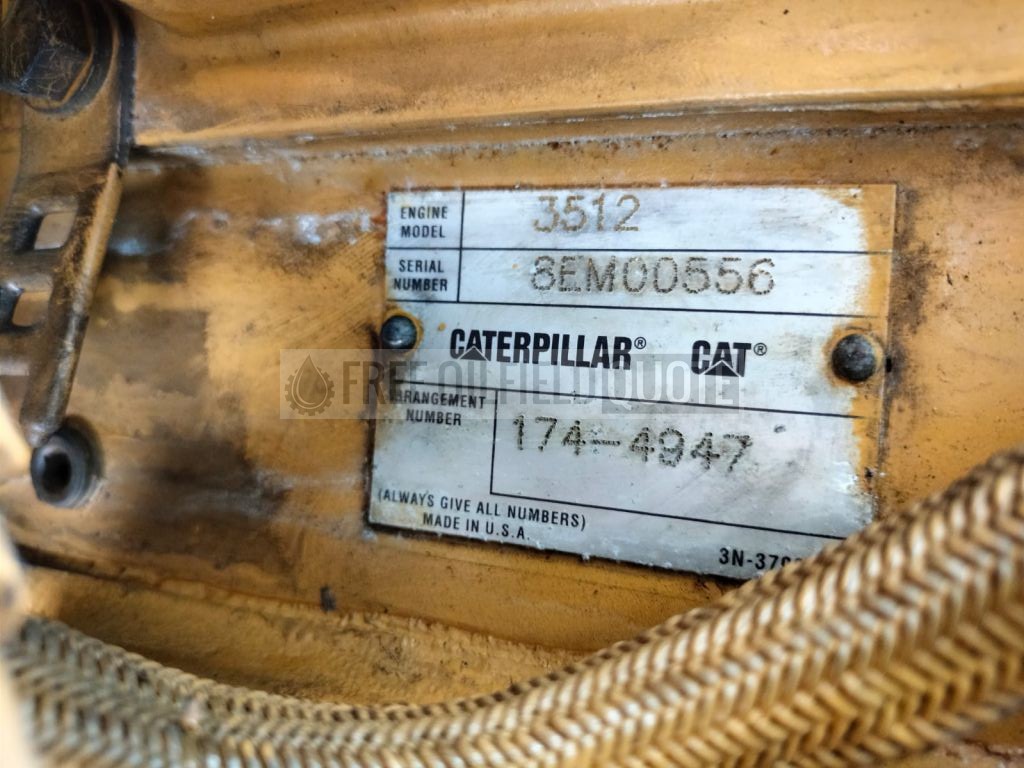 ENGINE MODEL 3512
SERIAL NUMBER 8EM00556
CATERPILLAR® CAT®
FREE OILFIELD QUOTE
ARRANGEMENT NUMBER 174-4947
(ALWAYS GIVE ALL NUMBERS)
MADE IN U.S.A.